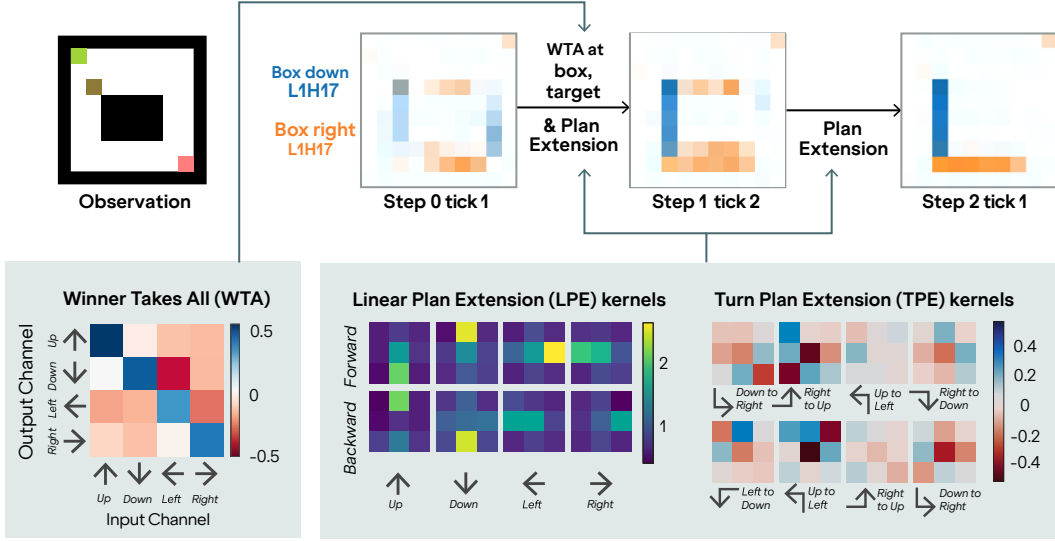 Observation
Box down
L1H17
Box right
L1H17
Step 0 tick 1
WTA at
box,
target
& Plan
Extension
Step 1 tick 2
Plan
Extension
Step 2 tick 1
Winner Takes All (WTA)
Output Channel
Up
Down
Left
Right
Up
Down
Left
Right
Input Channel
0.5
0
-0.5
Linear Plan Extension (LPE) kernels
Forward
Backward
Up
Down
Left
Right
2
1
Turn Plan Extension (TPE) kernels
Down to
Right
Right
to Up
Up to
Left
Right to
Down
Left to
Down
Up to
Left
Right
to Up
Down to
Right
0.4
0.2
0
-0.2
-0.4